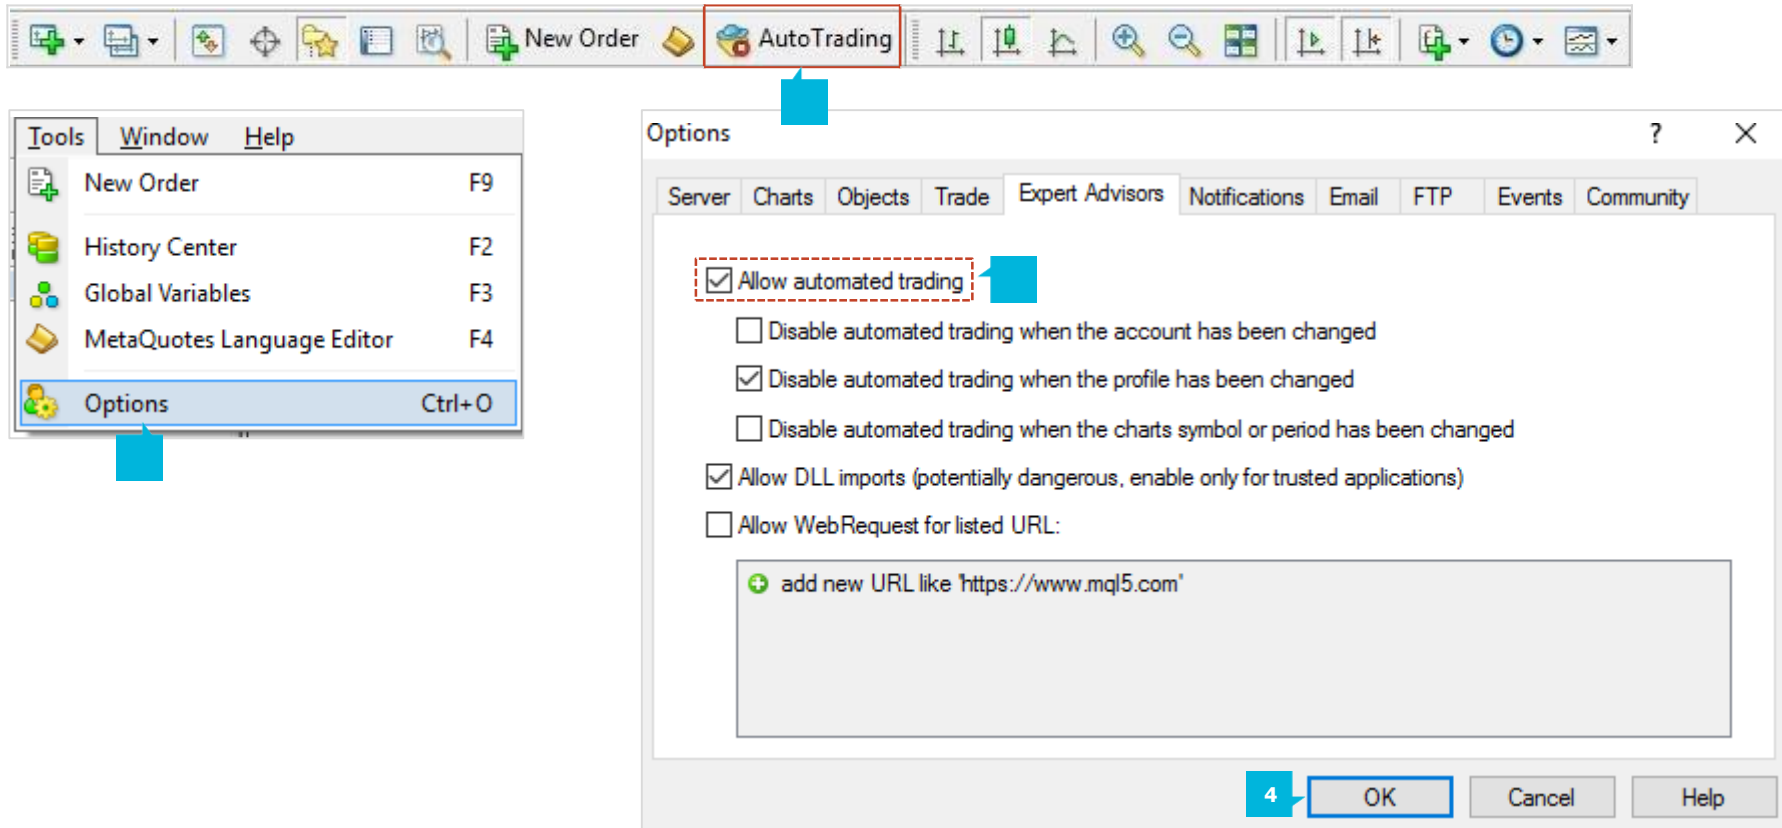 New Order
AutoTrading
Tools Window Help
New Order F9
History Center F2
Global Variables F3
MetaQuotes Language Editor F4
Options Ctrl+O
Options ?
Server Charts Objects Trade Expert Advisors Notifications Email FTP Events Community
Allow automated trading
Disable automated trading when the account has been changed
Disable automated trading when the profile has been changed
Disable automated trading when the charts symbol or period has been changed
Allow DLL imports (potentially dangerous, enable only for trusted applications)
Allow WebRequest for listed URL:
add new URL like 'https://www.mql5.com'
4 OK Cancel Help